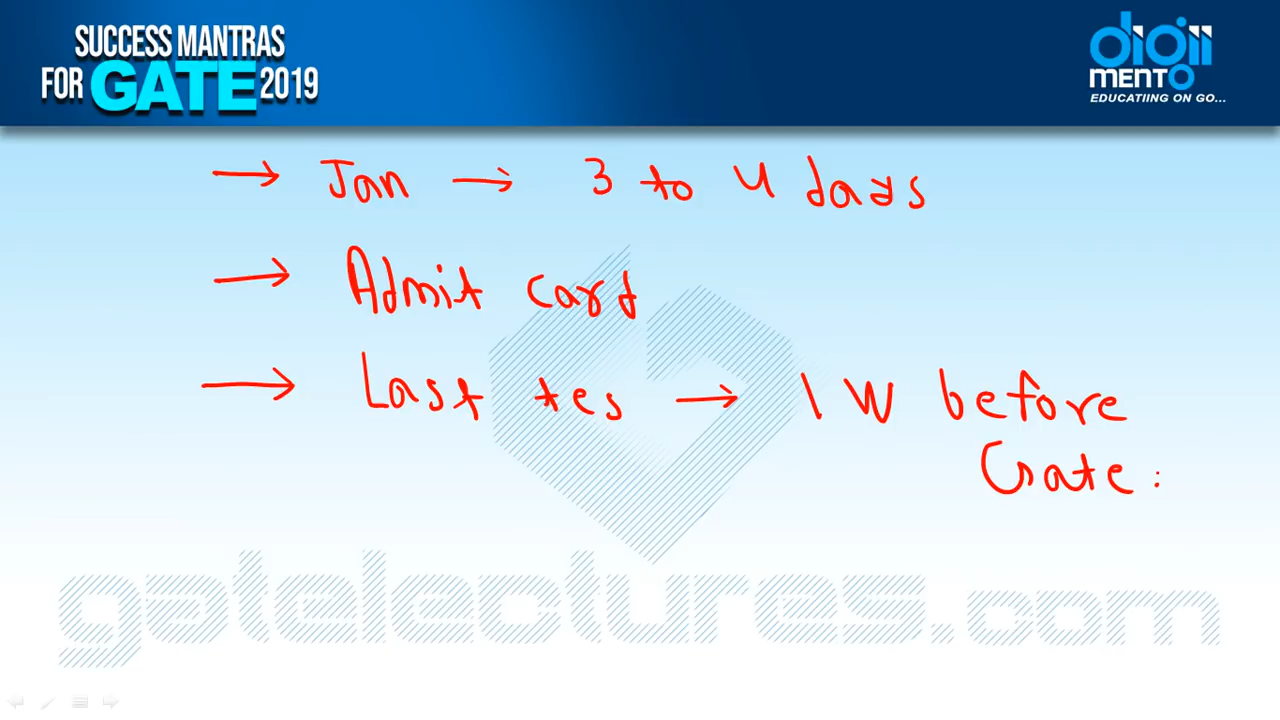 SUCCESS MANTRAS
FOR GATE 2019
digii
MENTO
EDUCATIING ON GO...
→ Jan → 3 to 4 days
→ Admit card
→ Last tes → 1 W before
Gate.
gatelectures.com